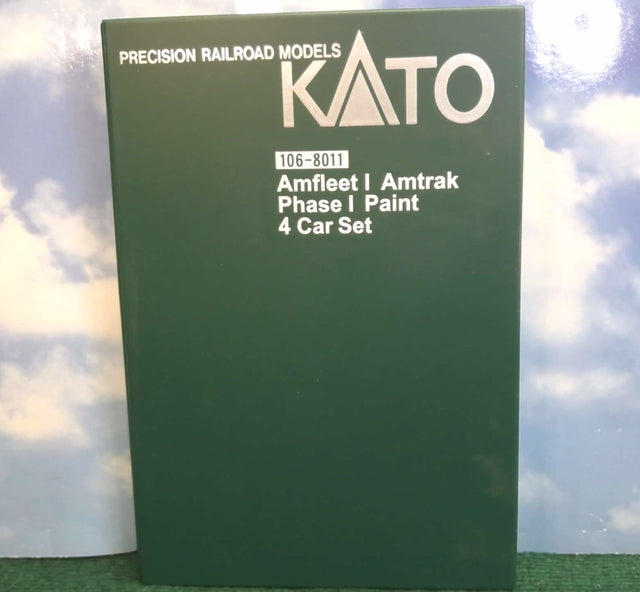 PRECISION RAILROAD MODELS
KATO
106-8011
Amfleet I Amtrak
Phase I Paint
4 Car Set